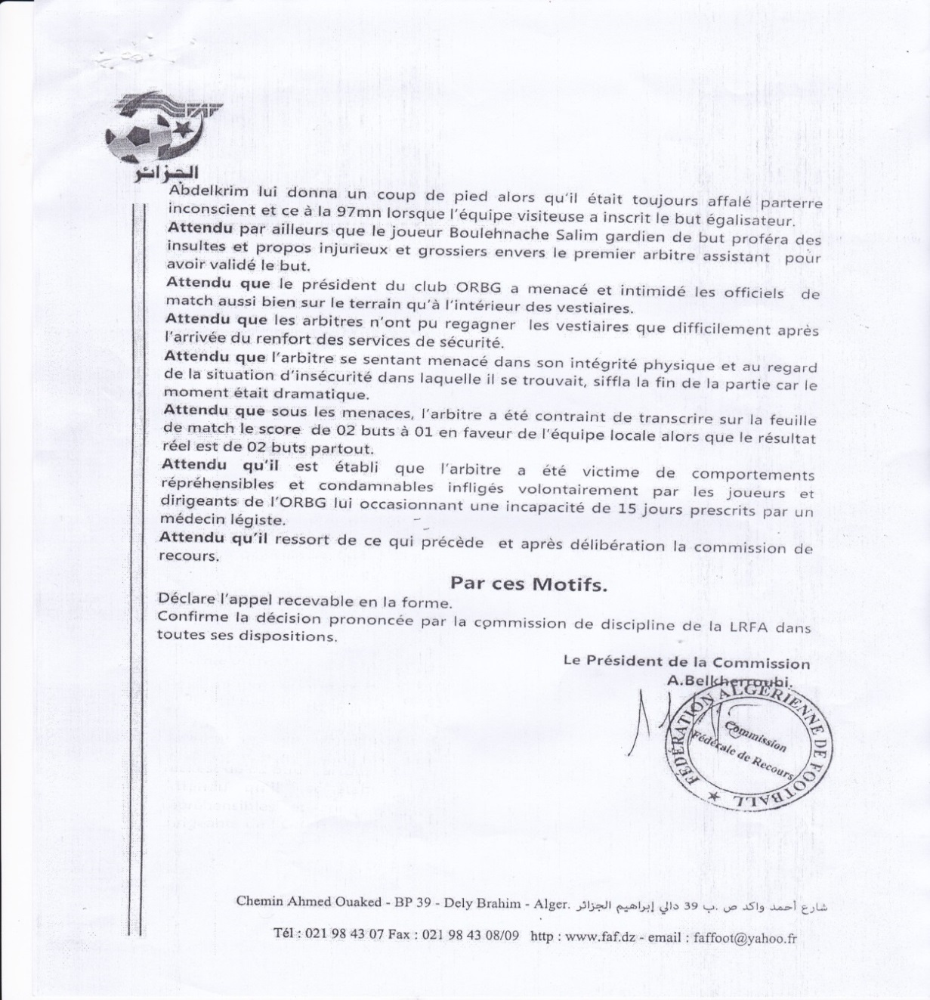 الجزائر
Abdelkrim lui donna un coup de pied alors qu'il était toujours affalé parterre
inconscient et ce à la 97mn lorsque l'équipe visiteuse a inscrit le but égalisateur.
Attendu par ailleurs que le joueur Boulehnache Salim gardien de but proféra des
insultes et propos injurieux et grossiers envers le premier arbitre assistant pour
avoir validé le but.
Attendu que le président du club ORBG a menacé et intimidé les officiels de
match aussi bien sur le terrain qu'à l'intérieur des vestiaires.
Attendu que les arbitres n'ont pu regagner les vestiaires que difficilement après
l'arrivée du renfort des services de sécurité.
Attendu que l'arbitre se sentant menacé dans son intégrité physique et au regard
de la situation d'insécurité dans laquelle il se trouvait, siffla la fin de la partie car le
moment était dramatique.
Attendu que sous les menaces, l'arbitre a été contraint de transcrire sur la feuille
de match le score de 02 buts à 01 en faveur de l'équipe locale alors que le résultat
réel est de 02 buts partout.
Attendu qu'il est établi que l'arbitre a été victime de comportements
répréhensibles et condamnables infligés volontairement par les joueurs et
dirigeants de l'ORBG lui occasionnant une incapacité de 15 jours prescrits par un
médecin légiste.
Attendu qu'il ressort de ce qui précède et après délibération la commission de
recours.
Par ces Motifs.
Déclare l'appel recevable en la forme.
Confirme la décision prononcée par la commission de discipline de la LRFA dans
toutes ses dispositions.
Le Président de la Commission
A.Belkherroubi.
FÉDÉRATION ALGÉRIENNE DE FOOTBALL
Commission
Fédérale de Recours
Chemin Ahmed Ouaked - BP 39 - Dely Brahim - Alger. شارع أحمد واكد ص .ب 39 دالي إبراهيم الجزائر
Tél : 021 98 43 07 Fax : 021 98 43 08/09 http : www.faf.dz - email : faffoot@yahoo.fr